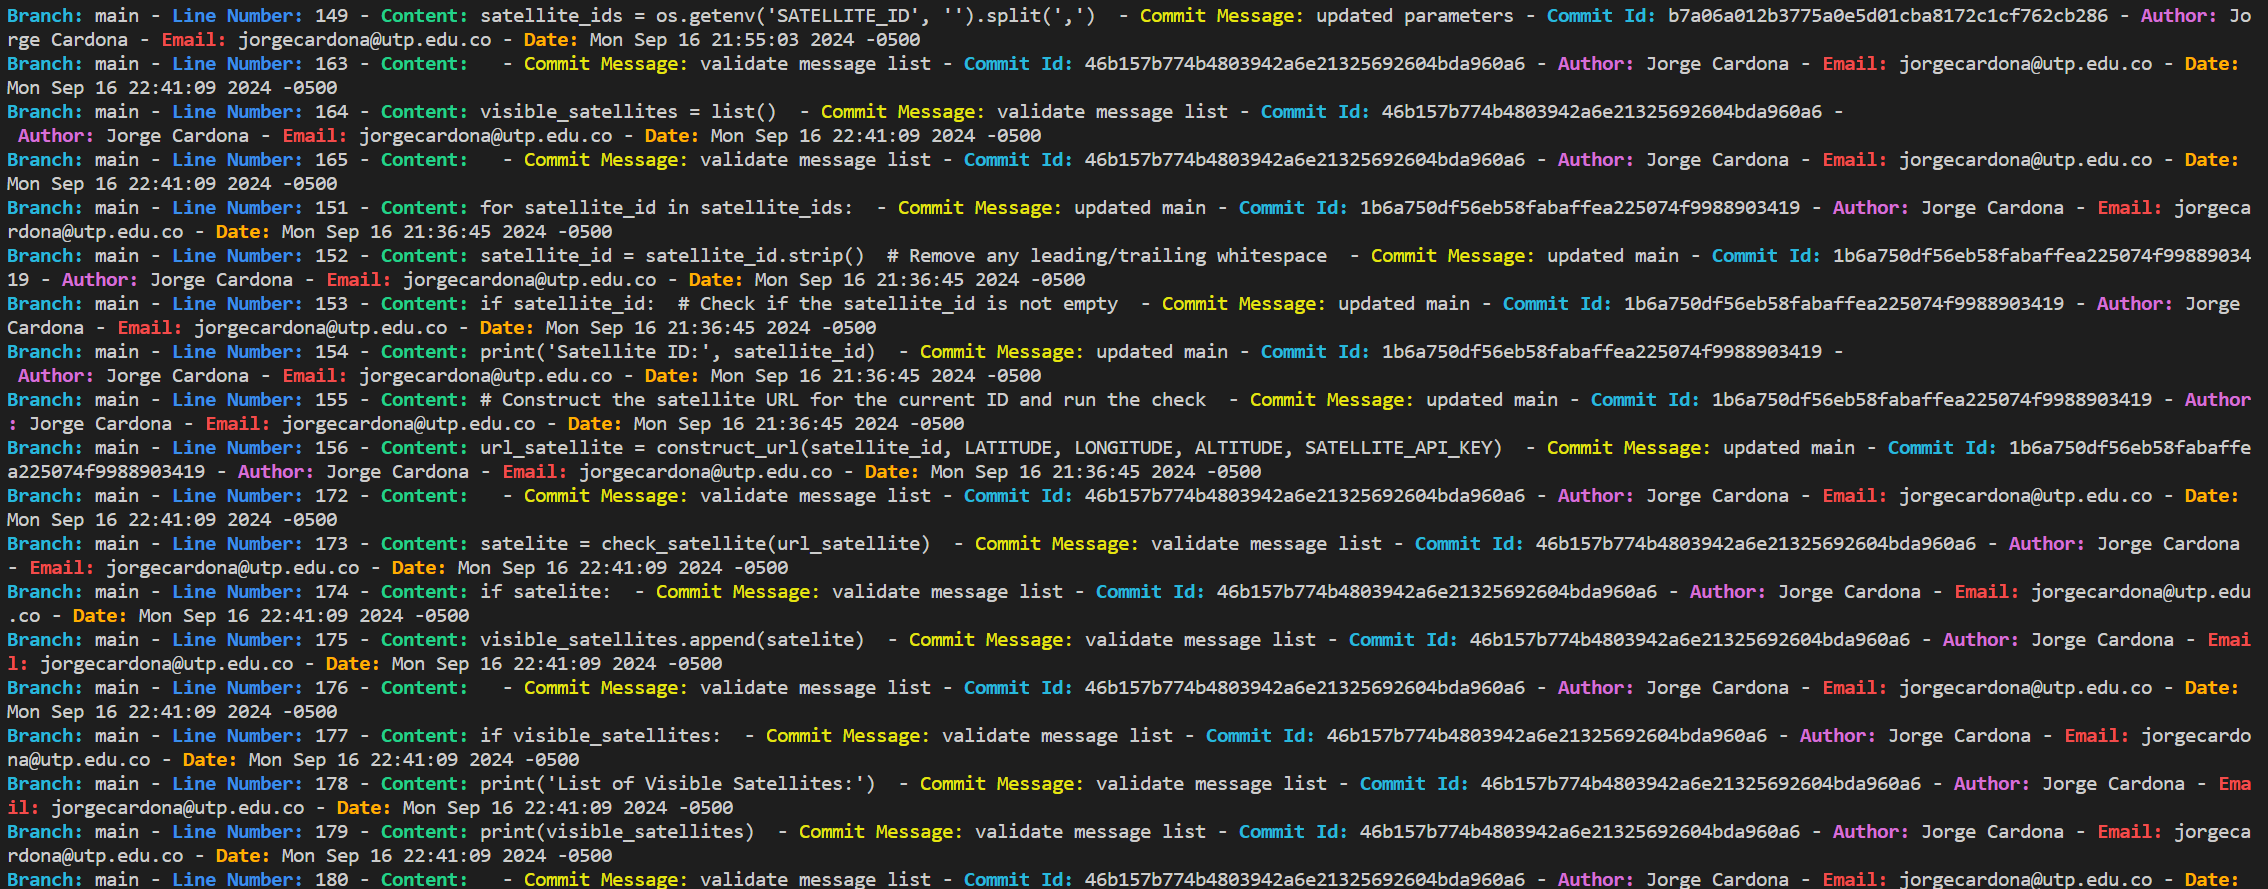 Branch: main - Line Number: 149 - Content: satellite_ids = os.getenv('SATELLITE_ID', '').split(',')  - Commit Message: updated parameters - Commit Id: b7a06a012b3775a0e5d01cba8172c1cf762cb286 - Author: Jo
rge Cardona - Email: jorgecardona@utp.edu.co - Date: Mon Sep 16 21:55:03 2024 -0500
Branch: main - Line Number: 163 - Content:   - Commit Message: validate message list - Commit Id: 46b157b774b4803942a6e21325692604bda960a6 - Author: Jorge Cardona - Email: jorgecardona@utp.edu.co - Date:
Mon Sep 16 22:41:09 2024 -0500
Branch: main - Line Number: 164 - Content: visible_satellites = list()  - Commit Message: validate message list - Commit Id: 46b157b774b4803942a6e21325692604bda960a6 -
 Author: Jorge Cardona - Email: jorgecardona@utp.edu.co - Date: Mon Sep 16 22:41:09 2024 -0500
Branch: main - Line Number: 165 - Content:   - Commit Message: validate message list - Commit Id: 46b157b774b4803942a6e21325692604bda960a6 - Author: Jorge Cardona - Email: jorgecardona@utp.edu.co - Date:
Mon Sep 16 22:41:09 2024 -0500
Branch: main - Line Number: 151 - Content: for satellite_id in satellite_ids:  - Commit Message: updated main - Commit Id: 1b6a750df56eb58fabaffea225074f9988903419 - Author: Jorge Cardona - Email: jorgeca
rdona@utp.edu.co - Date: Mon Sep 16 21:36:45 2024 -0500
Branch: main - Line Number: 152 - Content: satellite_id = satellite_id.strip()  # Remove any leading/trailing whitespace  - Commit Message: updated main - Commit Id: 1b6a750df56eb58fabaffea225074f99889034
19 - Author: Jorge Cardona - Email: jorgecardona@utp.edu.co - Date: Mon Sep 16 21:36:45 2024 -0500
Branch: main - Line Number: 153 - Content: if satellite_id:  # Check if the satellite_id is not empty  - Commit Message: updated main - Commit Id: 1b6a750df56eb58fabaffea225074f9988903419 - Author: Jorge
Cardona - Email: jorgecardona@utp.edu.co - Date: Mon Sep 16 21:36:45 2024 -0500
Branch: main - Line Number: 154 - Content: print('Satellite ID:', satellite_id)  - Commit Message: updated main - Commit Id: 1b6a750df56eb58fabaffea225074f9988903419 -
 Author: Jorge Cardona - Email: jorgecardona@utp.edu.co - Date: Mon Sep 16 21:36:45 2024 -0500
Branch: main - Line Number: 155 - Content: # Construct the satellite URL for the current ID and run the check  - Commit Message: updated main - Commit Id: 1b6a750df56eb58fabaffea225074f9988903419 - Author
: Jorge Cardona - Email: jorgecardona@utp.edu.co - Date: Mon Sep 16 21:36:45 2024 -0500
Branch: main - Line Number: 156 - Content: url_satellite = construct_url(satellite_id, LATITUDE, LONGITUDE, ALTITUDE, SATELLITE_API_KEY)  - Commit Message: updated main - Commit Id: 1b6a750df56eb58fabaffe
a225074f9988903419 - Author: Jorge Cardona - Email: jorgecardona@utp.edu.co - Date: Mon Sep 16 21:36:45 2024 -0500
Branch: main - Line Number: 172 - Content:   - Commit Message: validate message list - Commit Id: 46b157b774b4803942a6e21325692604bda960a6 - Author: Jorge Cardona - Email: jorgecardona@utp.edu.co - Date:
Mon Sep 16 22:41:09 2024 -0500
Branch: main - Line Number: 173 - Content: satelite = check_satellite(url_satellite)  - Commit Message: validate message list - Commit Id: 46b157b774b4803942a6e21325692604bda960a6 - Author: Jorge Cardona
- Email: jorgecardona@utp.edu.co - Date: Mon Sep 16 22:41:09 2024 -0500
Branch: main - Line Number: 174 - Content: if satelite:  - Commit Message: validate message list - Commit Id: 46b157b774b4803942a6e21325692604bda960a6 - Author: Jorge Cardona - Email: jorgecardona@utp.edu
.co - Date: Mon Sep 16 22:41:09 2024 -0500
Branch: main - Line Number: 175 - Content: visible_satellites.append(satelite)  - Commit Message: validate message list - Commit Id: 46b157b774b4803942a6e21325692604bda960a6 - Author: Jorge Cardona - Emai
l: jorgecardona@utp.edu.co - Date: Mon Sep 16 22:41:09 2024 -0500
Branch: main - Line Number: 176 - Content:   - Commit Message: validate message list - Commit Id: 46b157b774b4803942a6e21325692604bda960a6 - Author: Jorge Cardona - Email: jorgecardona@utp.edu.co - Date:
Mon Sep 16 22:41:09 2024 -0500
Branch: main - Line Number: 177 - Content: if visible_satellites:  - Commit Message: validate message list - Commit Id: 46b157b774b4803942a6e21325692604bda960a6 - Author: Jorge Cardona - Email: jorgecardo
na@utp.edu.co - Date: Mon Sep 16 22:41:09 2024 -0500
Branch: main - Line Number: 178 - Content: print('List of Visible Satellites:')  - Commit Message: validate message list - Commit Id: 46b157b774b4803942a6e21325692604bda960a6 - Author: Jorge Cardona - Ema
il: jorgecardona@utp.edu.co - Date: Mon Sep 16 22:41:09 2024 -0500
Branch: main - Line Number: 179 - Content: print(visible_satellites)  - Commit Message: validate message list - Commit Id: 46b157b774b4803942a6e21325692604bda960a6 - Author: Jorge Cardona - Email: jorgeca
rdona@utp.edu.co - Date: Mon Sep 16 22:41:09 2024 -0500
Branch: main - Line Number: 180 - Content:   - Commit Message: validate message list - Commit Id: 46b157b774b4803942a6e21325692604bda960a6 - Author: Jorge Cardona - Email: jorgecardona@utp.edu.co - Date: